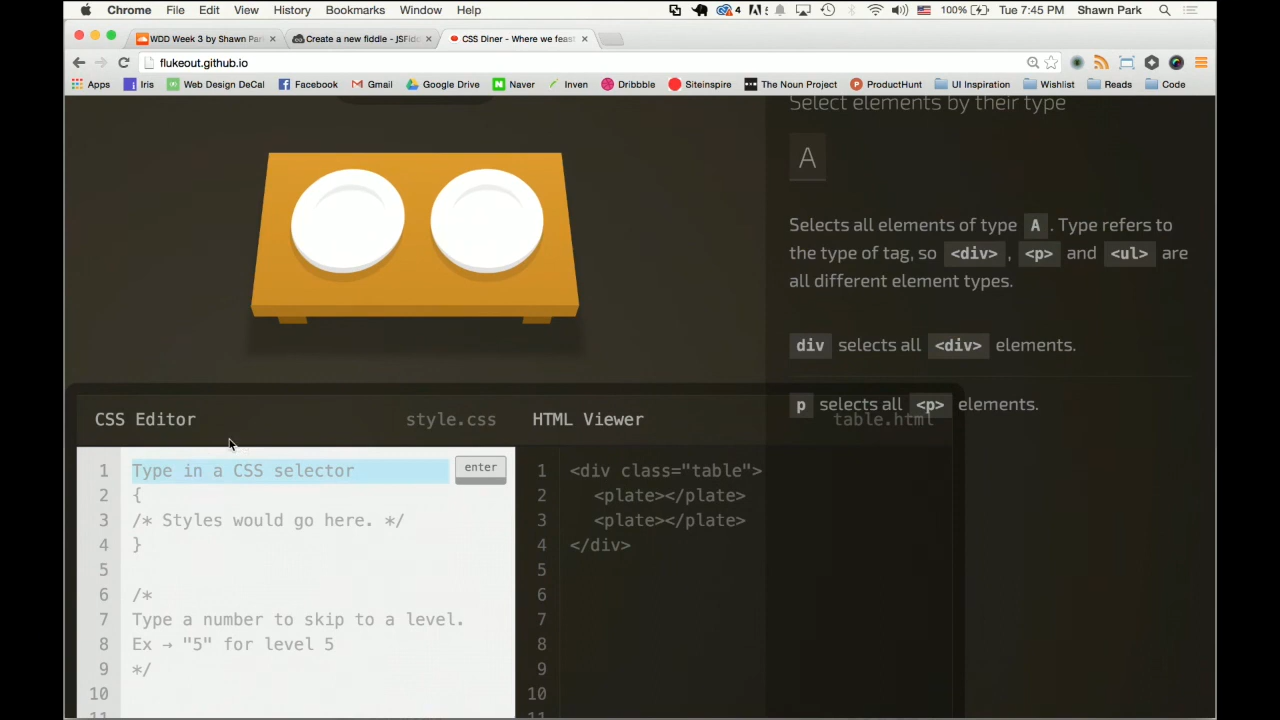 Chrome File Edit View History Bookmarks Window Help 4 5 100% Tue 7:45 PM Shawn Park
WDD Week 3 by Shawn Par Create a new fiddle - JSFid CSS Diner - Where we feast
flukeout.github.io
Apps Iris Web Design DeCal Facebook Gmail Google Drive Naver Inven Dribbble Siteinspire The Noun Project ProductHunt UI Inspiration Wishlist Reads Code
Select elements by their type
A
Selects all elements of type A . Type refers to
the type of tag, so <div> , <p> and <ul> are
all different element types.
div selects all <div> elements.
p selects all <p> elements.
CSS Editor style.css
1 Type in a CSS selector enter
2 {
3 /* Styles would go here. */
4 }
5
6 /*
7 Type a number to skip to a level.
8 Ex → "5" for level 5
9 */
10
11
HTML Viewer table.html
1 <div class="table">
2 <plate></plate>
3 <plate></plate>
4 </div>
5
6
7
8
9
10